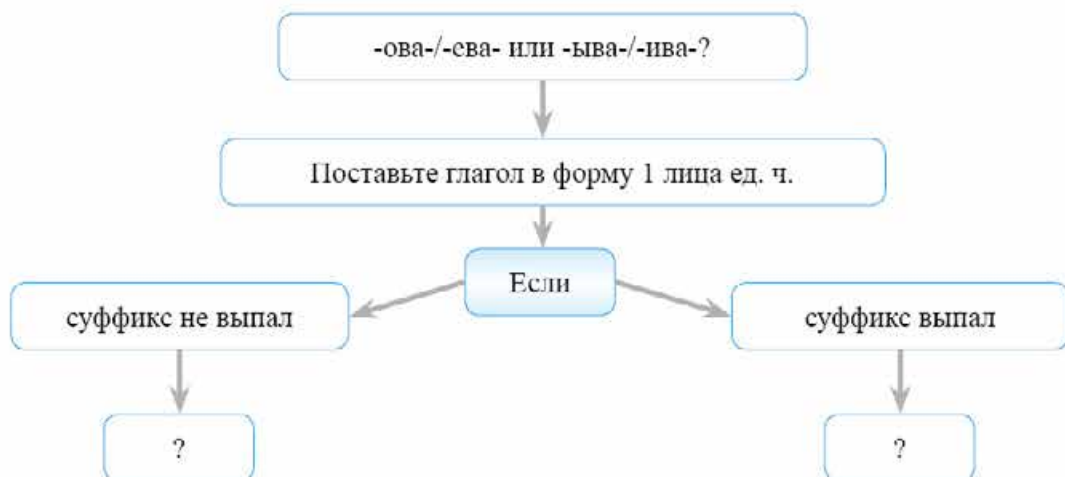 -ова-/-ева- или -ыва-/-ива-?
Поставьте глагол в форму 1 лица ед. ч.
Если
суффикс не выпал
суффикс выпал
?
?